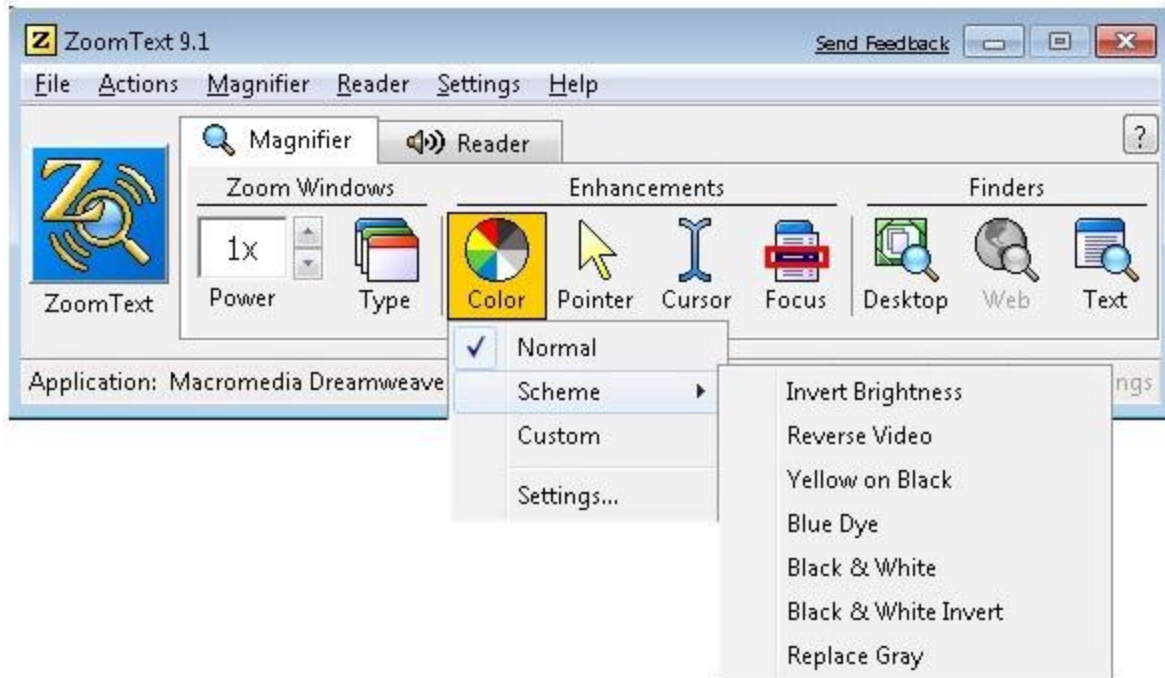 Z ZoomText 9.1 Send Feedback
File Actions Magnifier Reader Settings Help
Magnifier Reader ?
Zoom Windows Enhancements Finders
1x
ZoomText Power Type Color Pointer Cursor Focus Desktop Web Text
Normal
Application: Macromedia Dreamweave Scheme ngs
Invert Brightness
Custom Reverse Video
Yellow on Black
Settings...
Blue Dye
Black & White
Black & White Invert
Replace Gray